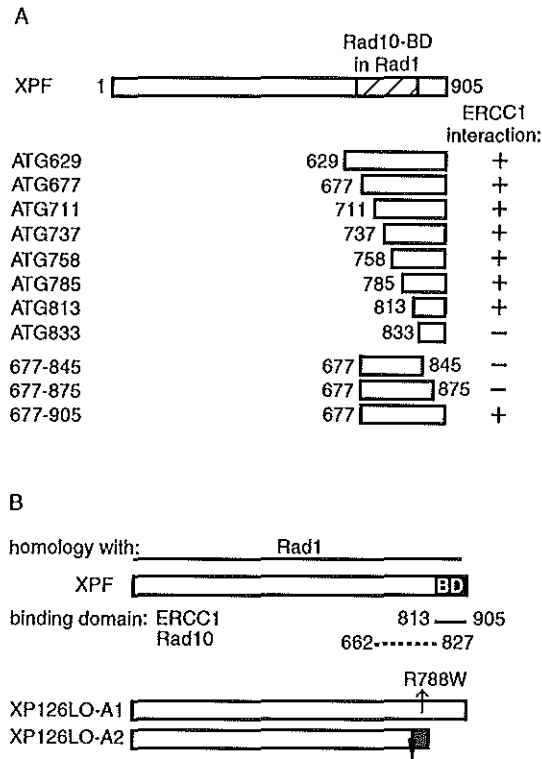 A
Rad10-BD
in Rad1
XPF 1 905
ERCC1
interaction:
ATG629 629 +
ATG677 677 +
ATG711 711 +
ATG737 737 +
ATG758 758 +
ATG785 785 +
ATG813 813 +
ATG833 833 −
677-845 677 845 −
677-875 677 875 −
677-905 677 +
B
homology with: Rad1
XPF BD
binding domain: ERCC1 813 905
Rad10 662 827
R788W
XP126LO-A1
XP126LO-A2